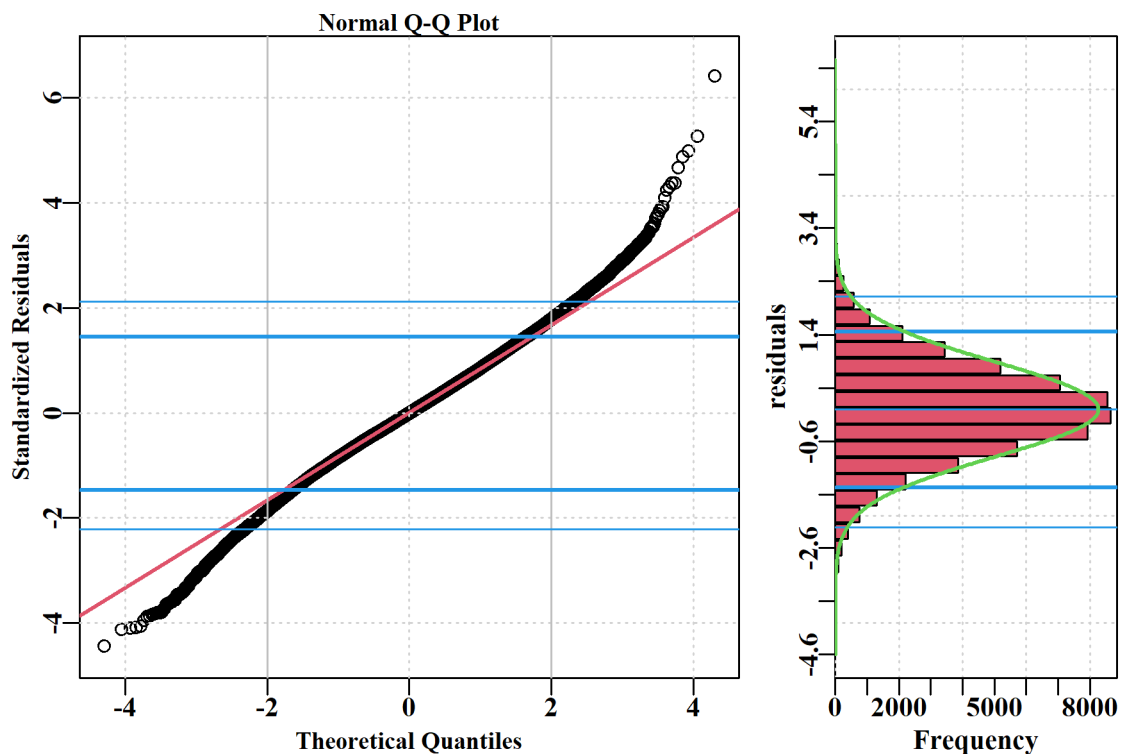 Normal Q-Q Plot
Standardized Residuals
6
4
2
0
-2
-4
-4 -2 0 2 4
Theoretical Quantiles
residuals
5.4
3.4
1.4
-0.6
-2.6
-4.6
0 2000 5000 8000
Frequency